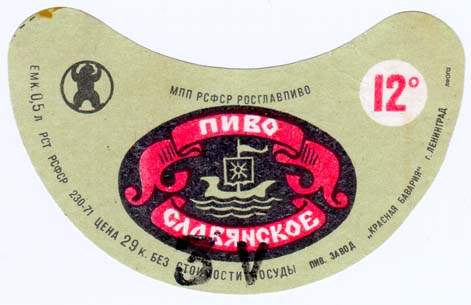 МПП РСФСР РОСГЛАВПИВО
12°
ПИВО
СЛАВЯНСКОЕ
ЕМК. 0,5 л РСТ РСФСР 230-71 ЦЕНА 29 к. БЕЗ СТОИМОСТИ ПОСУДЫ ПИВ. ЗАВОД „КРАСНАЯ БАВАРИЯ" г. ЛЕНИНГРАД